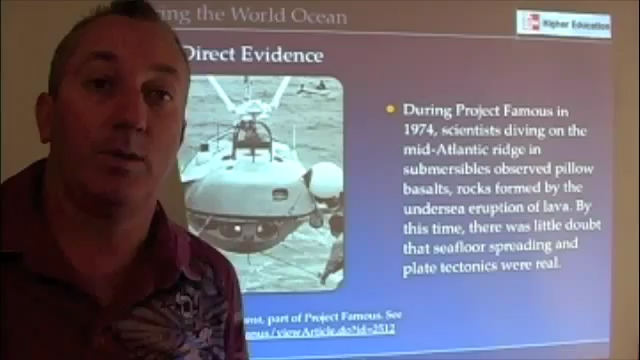 ing the World Ocean
Higher Education
Direct Evidence
During Project Famous in
1974, scientists diving on the
mid-Atlantic ridge in
submersibles observed pillow
basalts, rocks formed by the
undersea eruption of lava. By
this time, there was little doubt
that seafloor spreading and
plate tectonics were real.
part of Project Famous. See
/viewArticle.do?id=2512